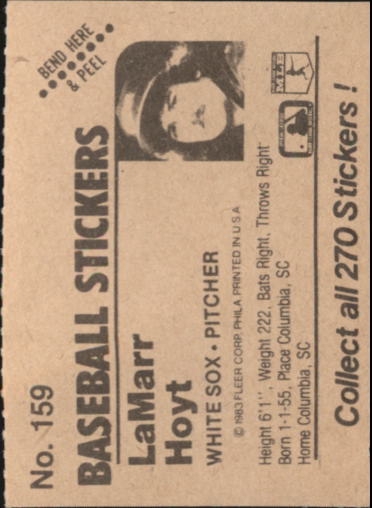 No. 159
BEND HERE
& PEEL
BASEBALL STICKERS
LaMarr
Hoyt
WHITE SOX • PITCHER
© 1983 FLEER CORP. PHILA. PRINTED IN U S A
Height 6'1", Weight 222, Bats Right, Throws Right
Born 1-1-55, Place Columbia, SC
Home Columbia, SC
Collect all 270 Stickers!